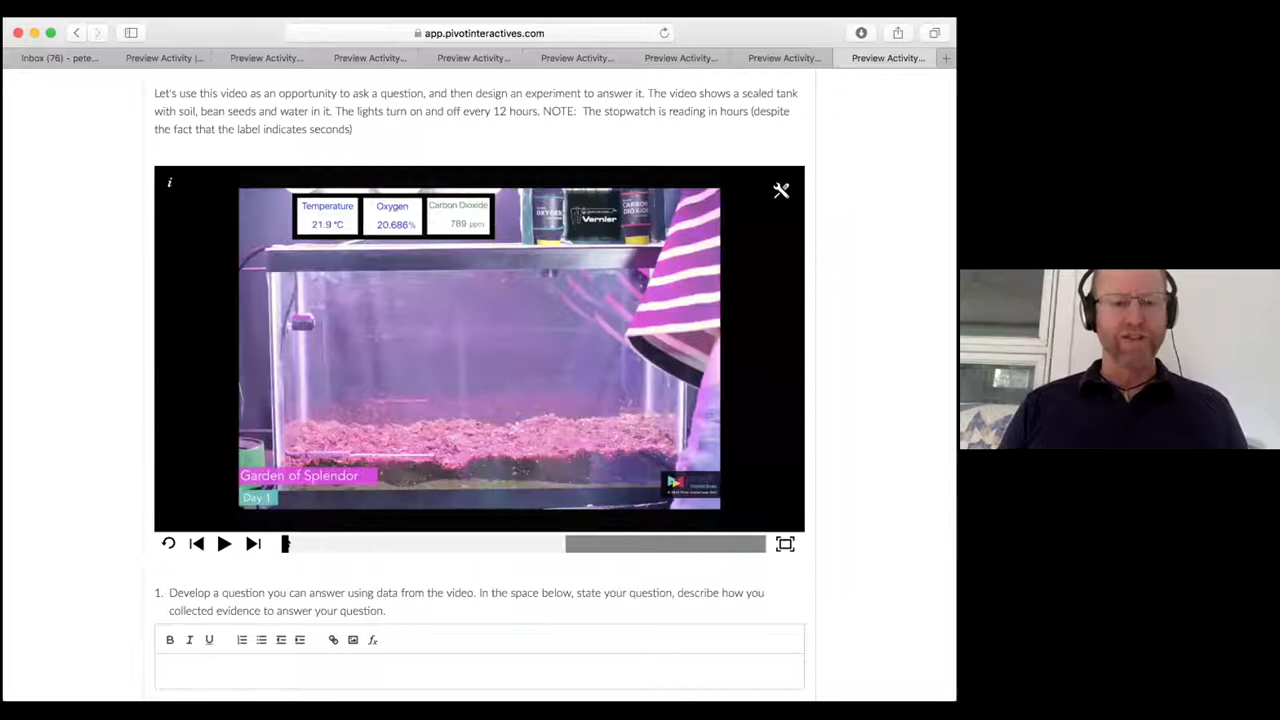 app.pivotinteractives.com
Inbox (76) - pete...
Preview Activity |...
Preview Activity...
Preview Activity...
Preview Activity...
Preview Activity...
Preview Activity...
Preview Activity...
Preview Activity...
Let's use this video as an opportunity to ask a question, and then design an experiment to answer it. The video shows a sealed tank
with soil, bean seeds and water in it. The lights turn on and off every 12 hours. NOTE: The stopwatch is reading in hours (despite
the fact that the label indicates seconds)
i
Temperature
21.9 °C
Oxygen
20.686%
Carbon Dioxide
789 ppm
OXYGEN
Vernier
CARBON
DIOXIDE
Garden of Splendor
Day 1
1. Develop a question you can answer using data from the video. In the space below, state your question, describe how you
collected evidence to answer your question.
B I U fx